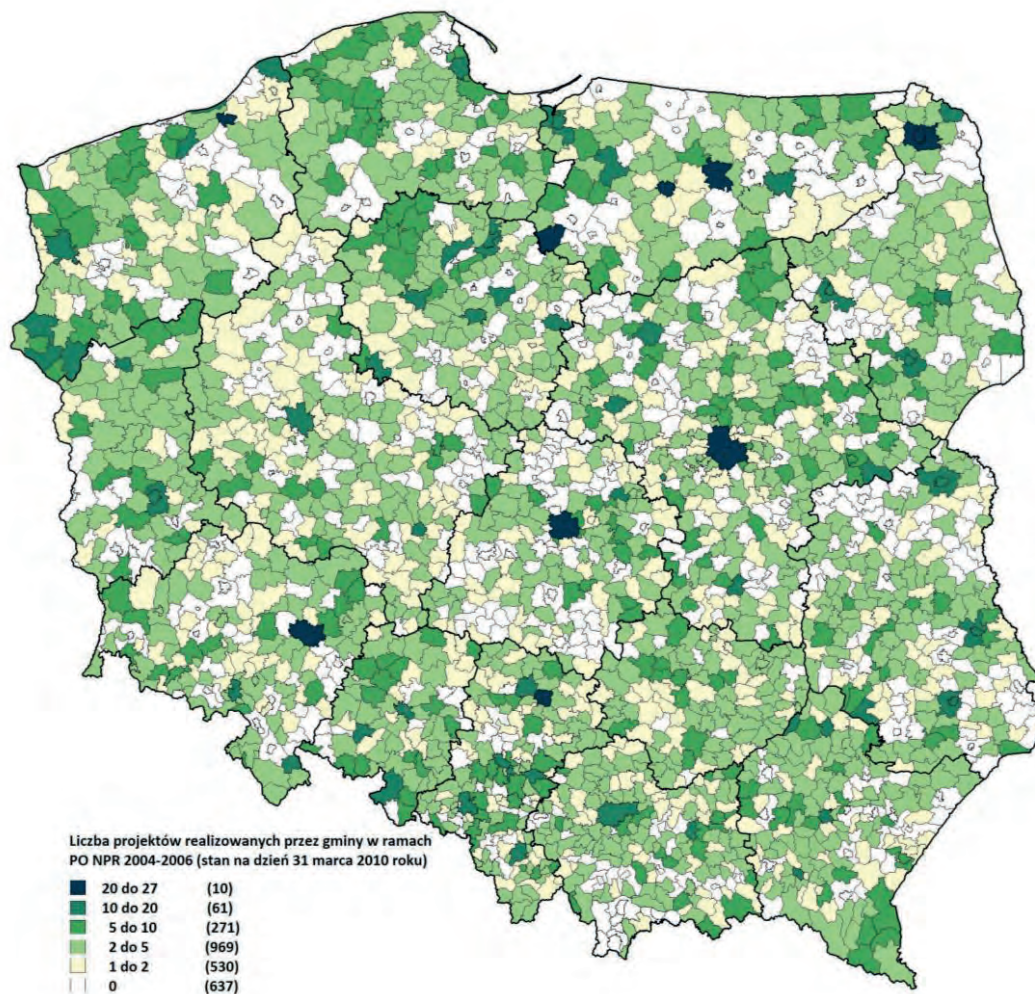 Liczba projektów realizowanych przez gminy w ramach
PO NPR 2004-2006 (stan na dzień 31 marca 2010 roku)
20 do 27 (10)
10 do 20 (61)
5 do 10 (271)
2 do 5 (969)
1 do 2 (530)
0 (637)